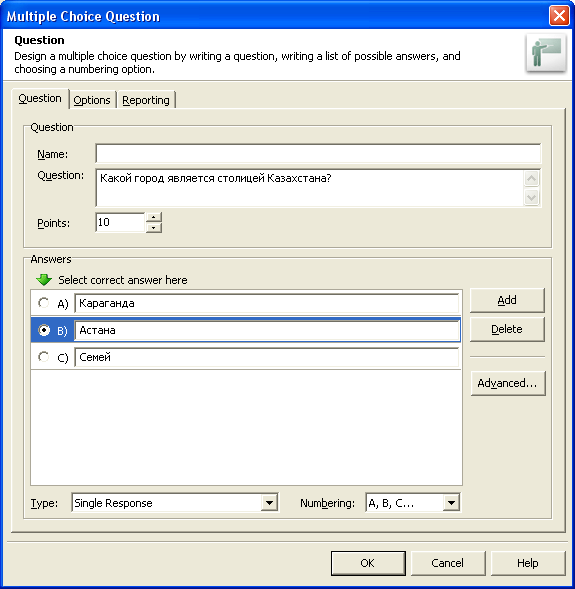 Multiple Choice Question
Question
Design a multiple choice question by writing a question, writing a list of possible answers, and
choosing a numbering option.
Question Options Reporting
Question
Name:
Question: Какой город является столицей Казахстана?
Points: 10
Answers
Select correct answer here
A) Караганда
Add
B) Астана
Delete
C) Семей
Advanced...
Type: Single Response Numbering: A, B, C...
OK Cancel Help